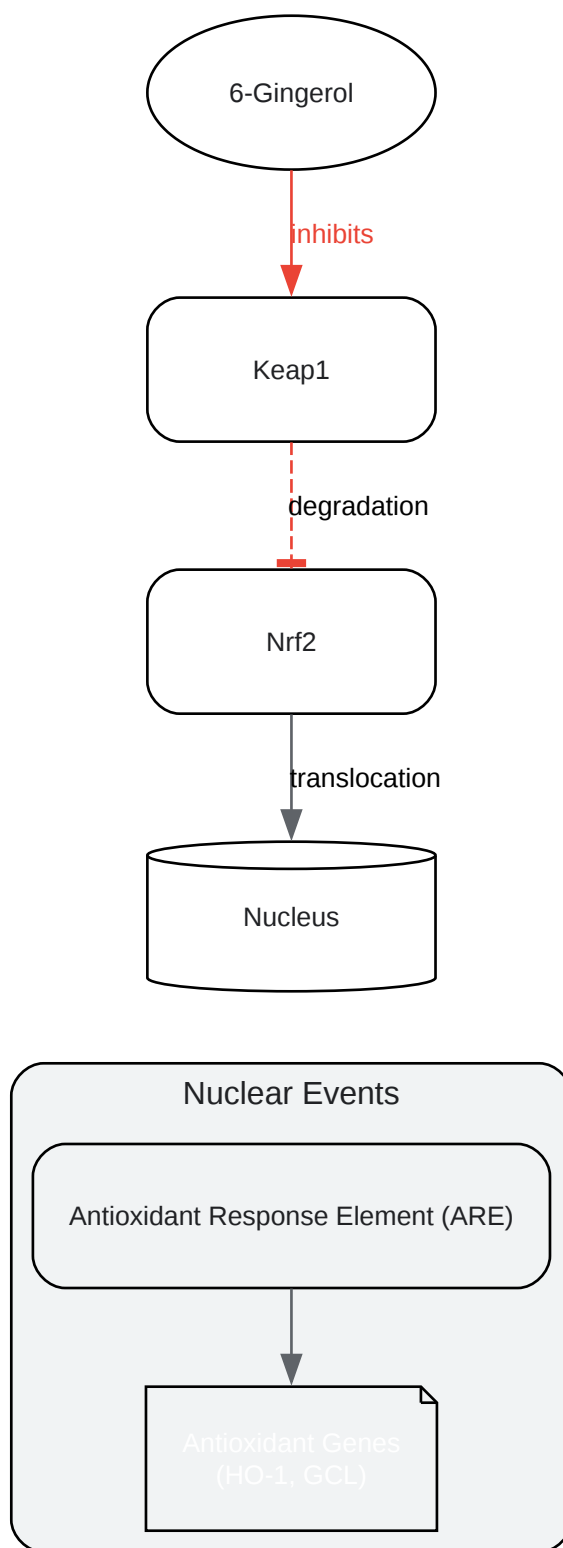 6-Gingerol
inhibits
Keap1
degradation
Nrf2
translocation
Nucleus
Nuclear Events
Antioxidant Response Element (ARE)
Antioxidant Genes
(HO-1, GCL)